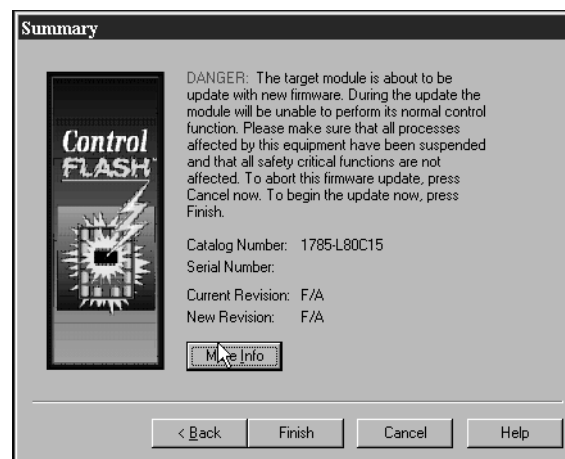 Summary
Control
FLASH
DANGER: The target module is about to be
update with new firmware. During the update the
module will be unable to perform its normal control
function. Please make sure that all processes
affected by this equipment have been suspended
and that all safety critical functions are not
affected. To abort this firmware update, press
Cancel now. To begin the update now, press
Finish.
Catalog Number: 1785-L80C15
Serial Number:
Current Revision: F/A
New Revision: F/A
More Info
< Back Finish Cancel Help